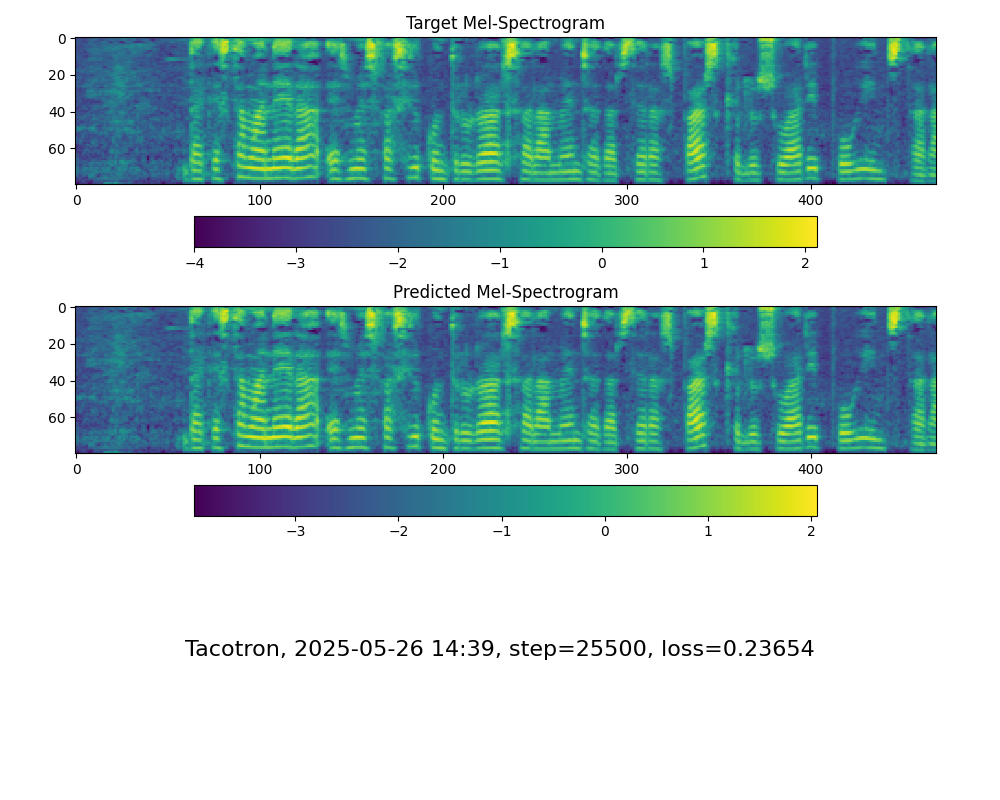 Target Mel-Spectrogram
0
20
40
60
0 100 200 300 400
−4 −3 −2 −1 0 1 2
Predicted Mel-Spectrogram
0
20
40
60
0 100 200 300 400
−3 −2 −1 0 1 2
Tacotron, 2025-05-26 14:39, step=25500, loss=0.23654